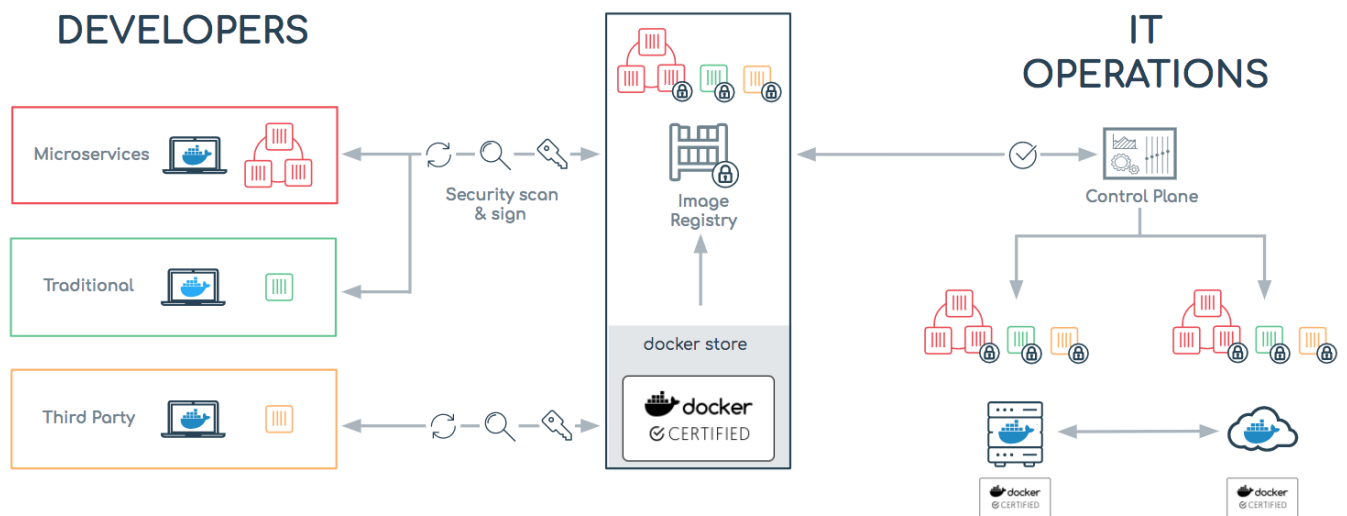 DEVELOPERS
IT
OPERATIONS
Microservices
Security scan
& sign
Image
Registry
Control Plane
Traditional
docker store
Third Party
docker
CERTIFIED
docker
CERTIFIED
docker
CERTIFIED